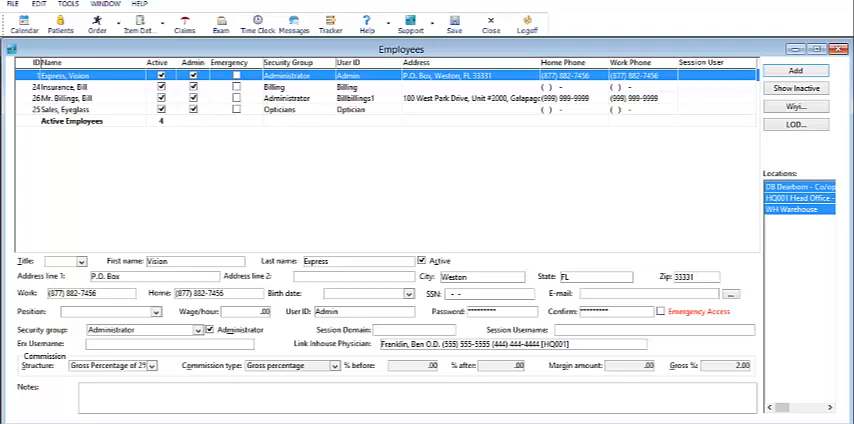 FILE EDIT TOOLS WINDOW HELP
Calendar Patients Order Item Det... Claims Exam Time Clock Messages Tracker Help Support Save Close Logoff
Employees
ID Name Active Admin Emergency Security Group User ID Address Home Phone Work Phone Session User
1 Express, Vision Administrator Admin P.O. Box, Weston, FL 33331 (877) 882-7456 (877) 882-7456
24 Insurance, Bill Billing Billing ( ) - ( ) -
26 Mr. Billings, Bill Administrator Billbillings1 100 West Park Drive, Unit #2000, Galapago (999) 999-9999 (999) 999-9999
25 Sales, Eyeglass Opticians Optician ( ) - ( ) -
Active Employees 4
Add
Show Inactive
Wiyi...
LOD...
Locations:
DB Dearborn - Co/op
HQ001 Head Office -
WH Warehouse
Title: First name: Vision Last name: Express Active
Address line 1: P.O. Box Address line 2: City: Weston State: FL Zip: 33331
Work: (877) 882-7456 Home: (877) 882-7456 Birth date: SSN: - - E-mail: ...
Position: Wage/hour: .00 User ID: Admin Password: ********* Confirm: ********* Emergency Access
Security group: Administrator Administrator Session Domain: Session Username:
Erx Username: Link Inhouse Physician: Franklin, Ben O.D. (555) 555-5555 (444) 444-4444 [HQ001]
Commission
Structure: Gross Percentage of 2% Commission type: Gross percentage % before: .00 % after: .00 Margin amount: .00 Gross %: 2.00
Notes: